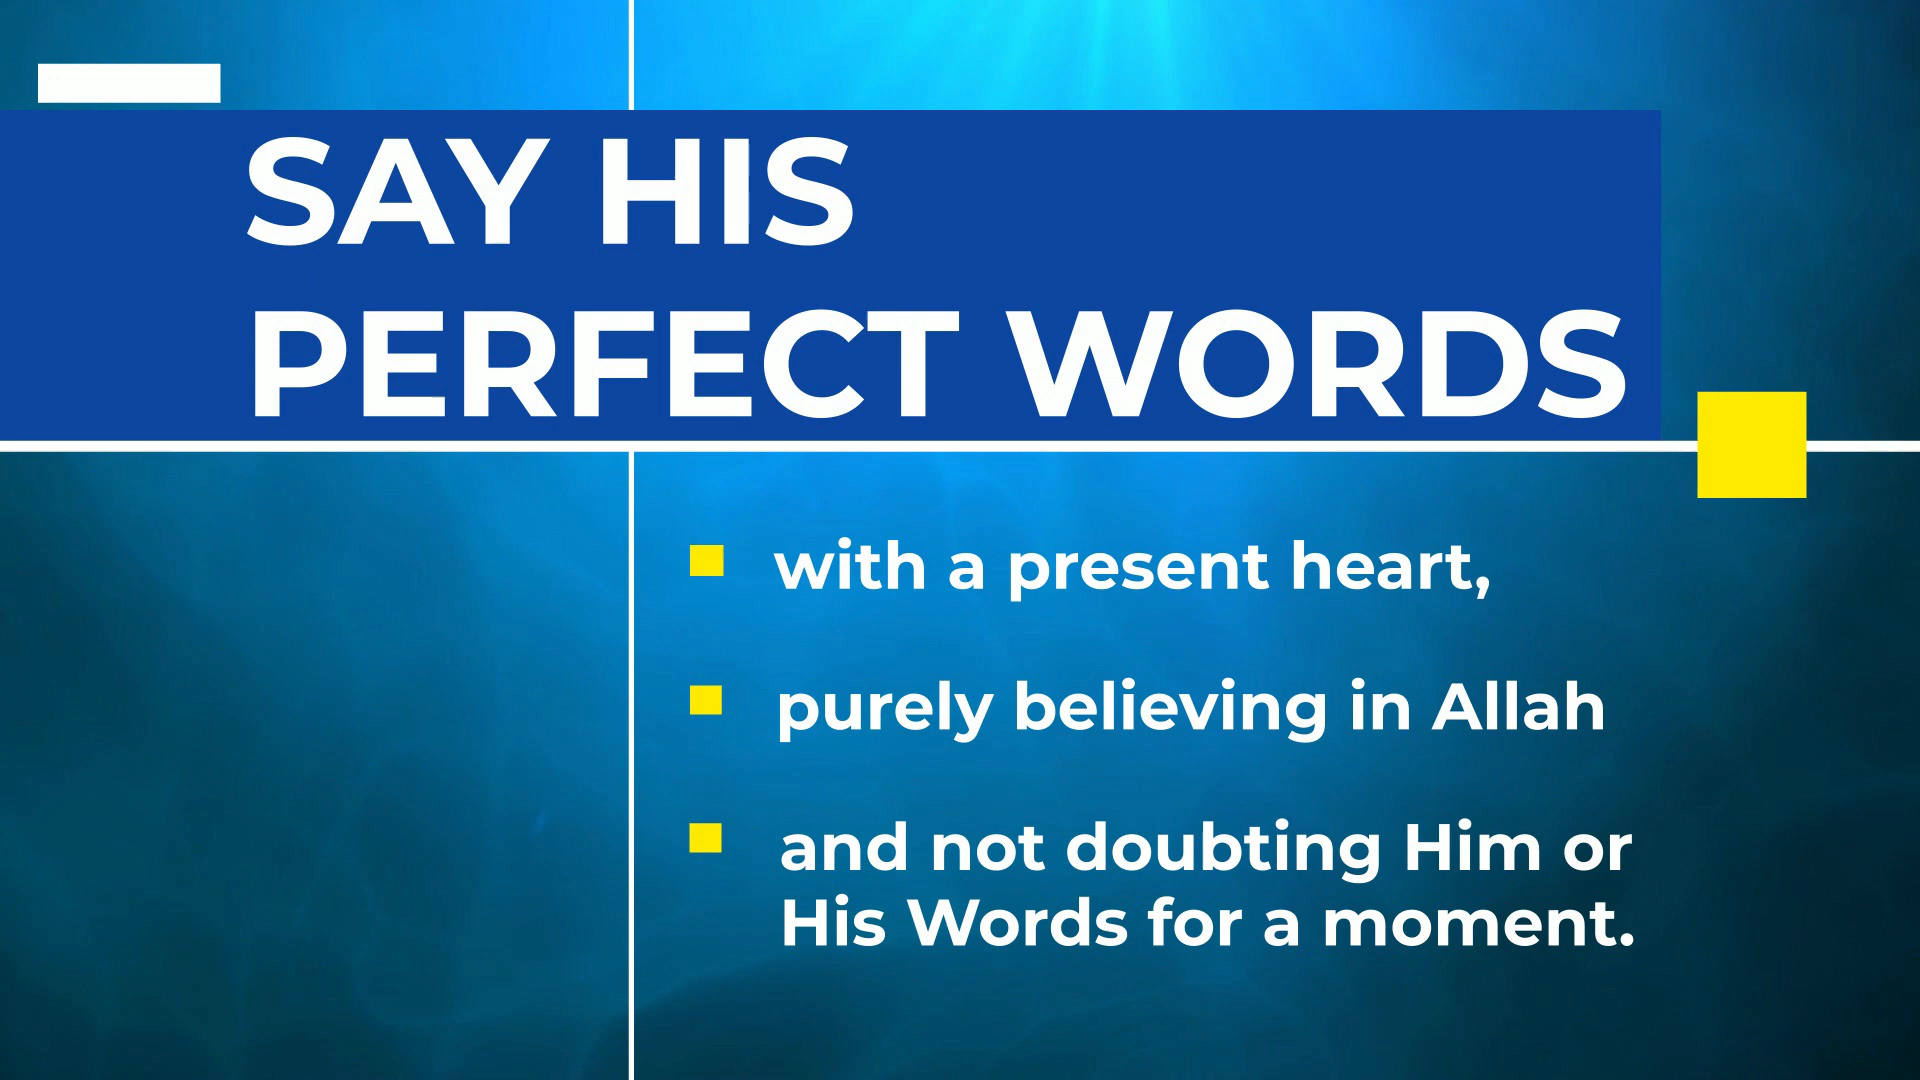 SAY HIS
PERFECT WORDS
with a present heart,
purely believing in Allah
and not doubting Him or
His Words for a moment.